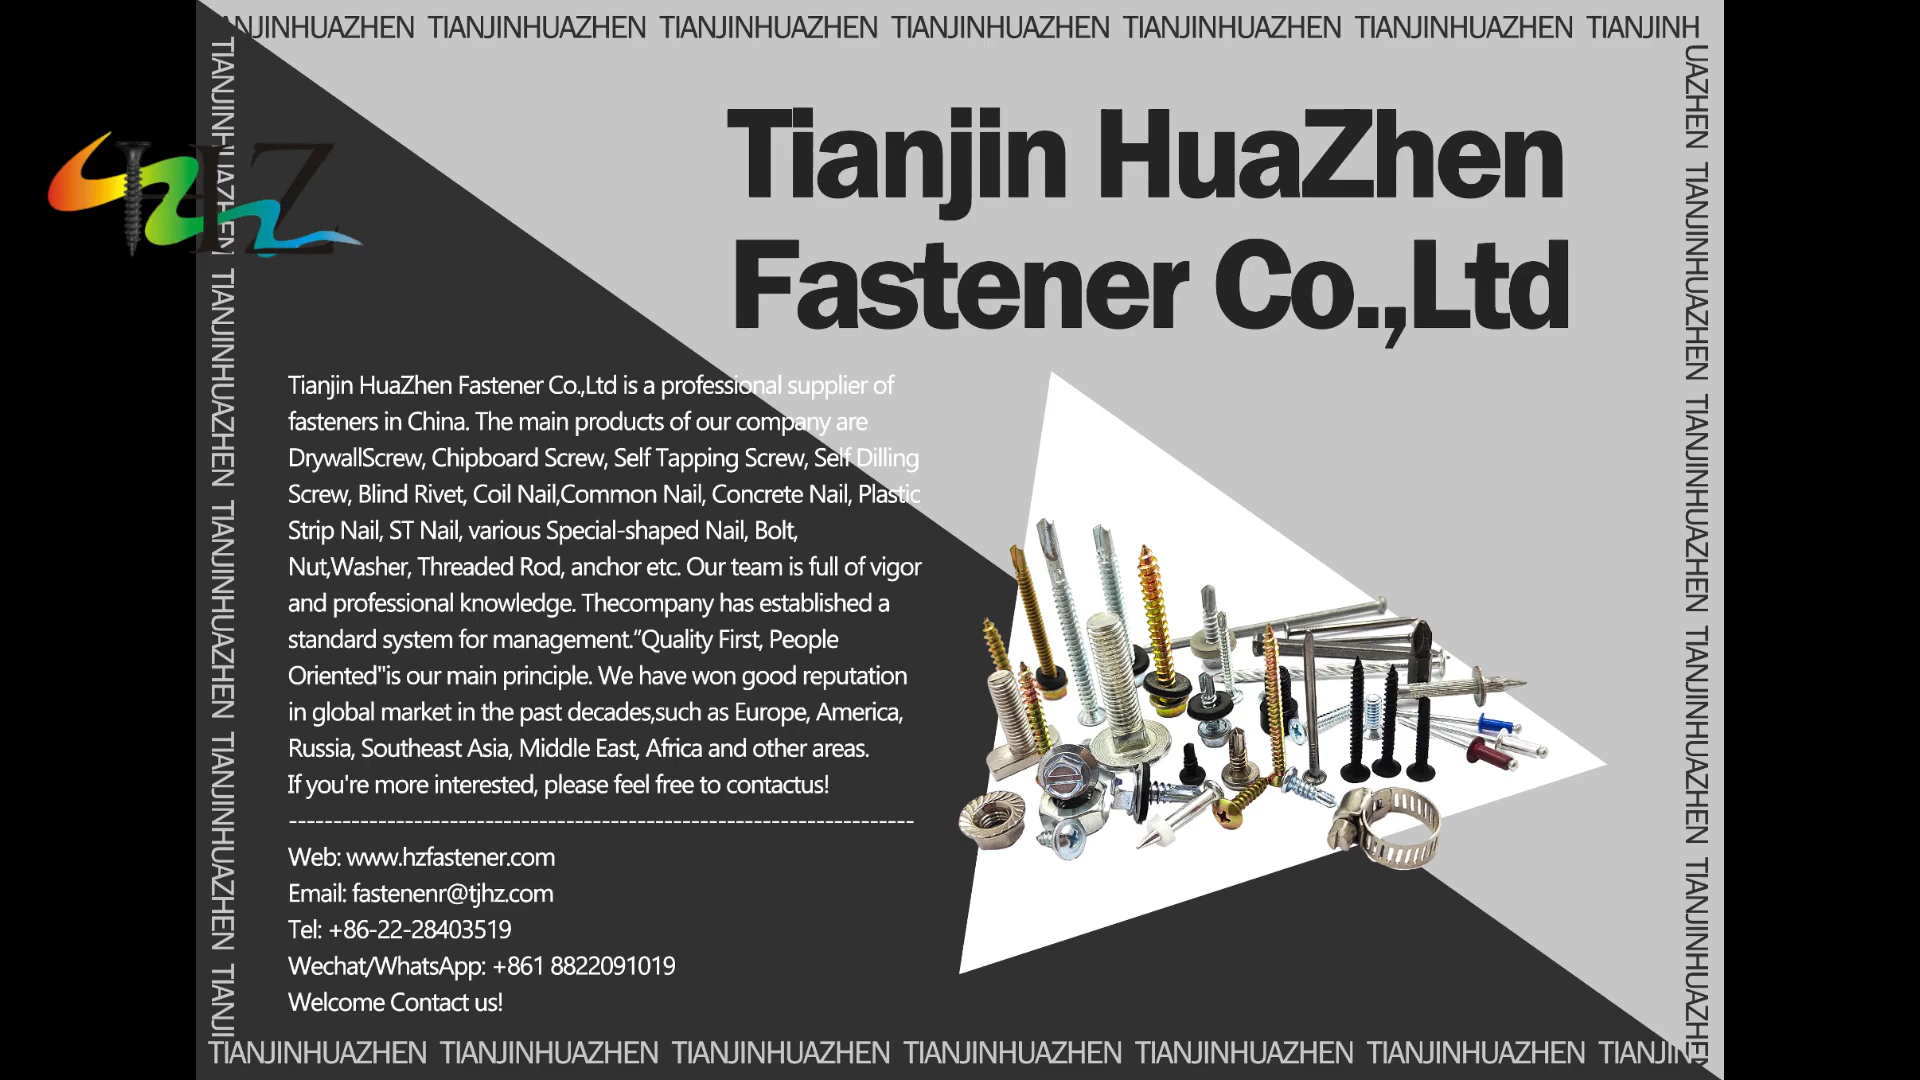 ANJINHUAZHEN TIANJINHUAZHEN TIANJINHUAZHEN TIANJINHUAZHEN TIANJINHUAZHEN TIANJINHUAZHEN TIANJINH
UAZHEN TIANJINHUAZHEN TIANJINHUAZHEN TIANJINHUAZHEN TIANJINHUAZHEN
TIANJINHUAZHEN TIANJINHUAZHEN TIANJINHUAZHEN TIANJINHUAZHEN TIANJI
HZ
Tianjin HuaZhen
Fastener Co.,Ltd
Tianjin HuaZhen Fastener Co.,Ltd is a professional supplier of
fasteners in China. The main products of our company are
DrywallScrew, Chipboard Screw, Self Tapping Screw, Self Dilling
Screw, Blind Rivet, Coil Nail,Common Nail, Concrete Nail, Plastic
Strip Nail, ST Nail, various Special-shaped Nail, Bolt,
Nut,Washer, Threaded Rod, anchor etc. Our team is full of vigor
and professional knowledge. Thecompany has established a
standard system for management."Quality First, People
Oriented"is our main principle. We have won good reputation
in global market in the past decades,such as Europe, America,
Russia, Southeast Asia, Middle East, Africa and other areas.
If you're more interested, please feel free to contactus!
----------------------------------------------------------------------
Web: www.hzfastener.com
Email: fastenenr@tjhz.com
Tel: +86-22-28403519
Wechat/WhatsApp: +861 8822091019
Welcome Contact us!
TIANJINHUAZHEN TIANJINHUAZHEN TIANJINHUAZHEN TIANJINHUAZHEN TIANJINHUAZHEN TIANJINHUAZHEN TIANJIN